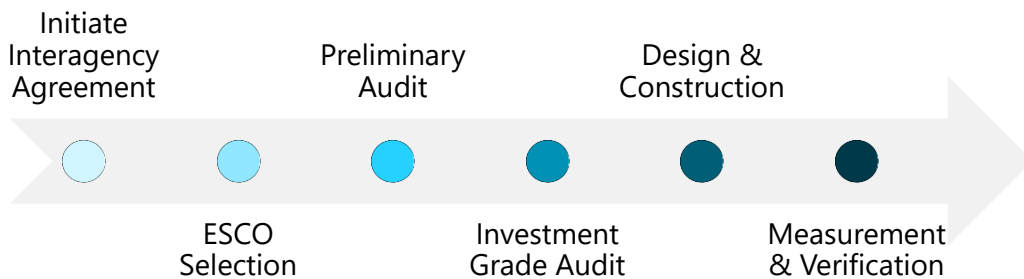 Initiate
Interagency
Agreement
ESCO
Selection
Preliminary
Audit
Investment
Grade Audit
Design &
Construction
Measurement
& Verification